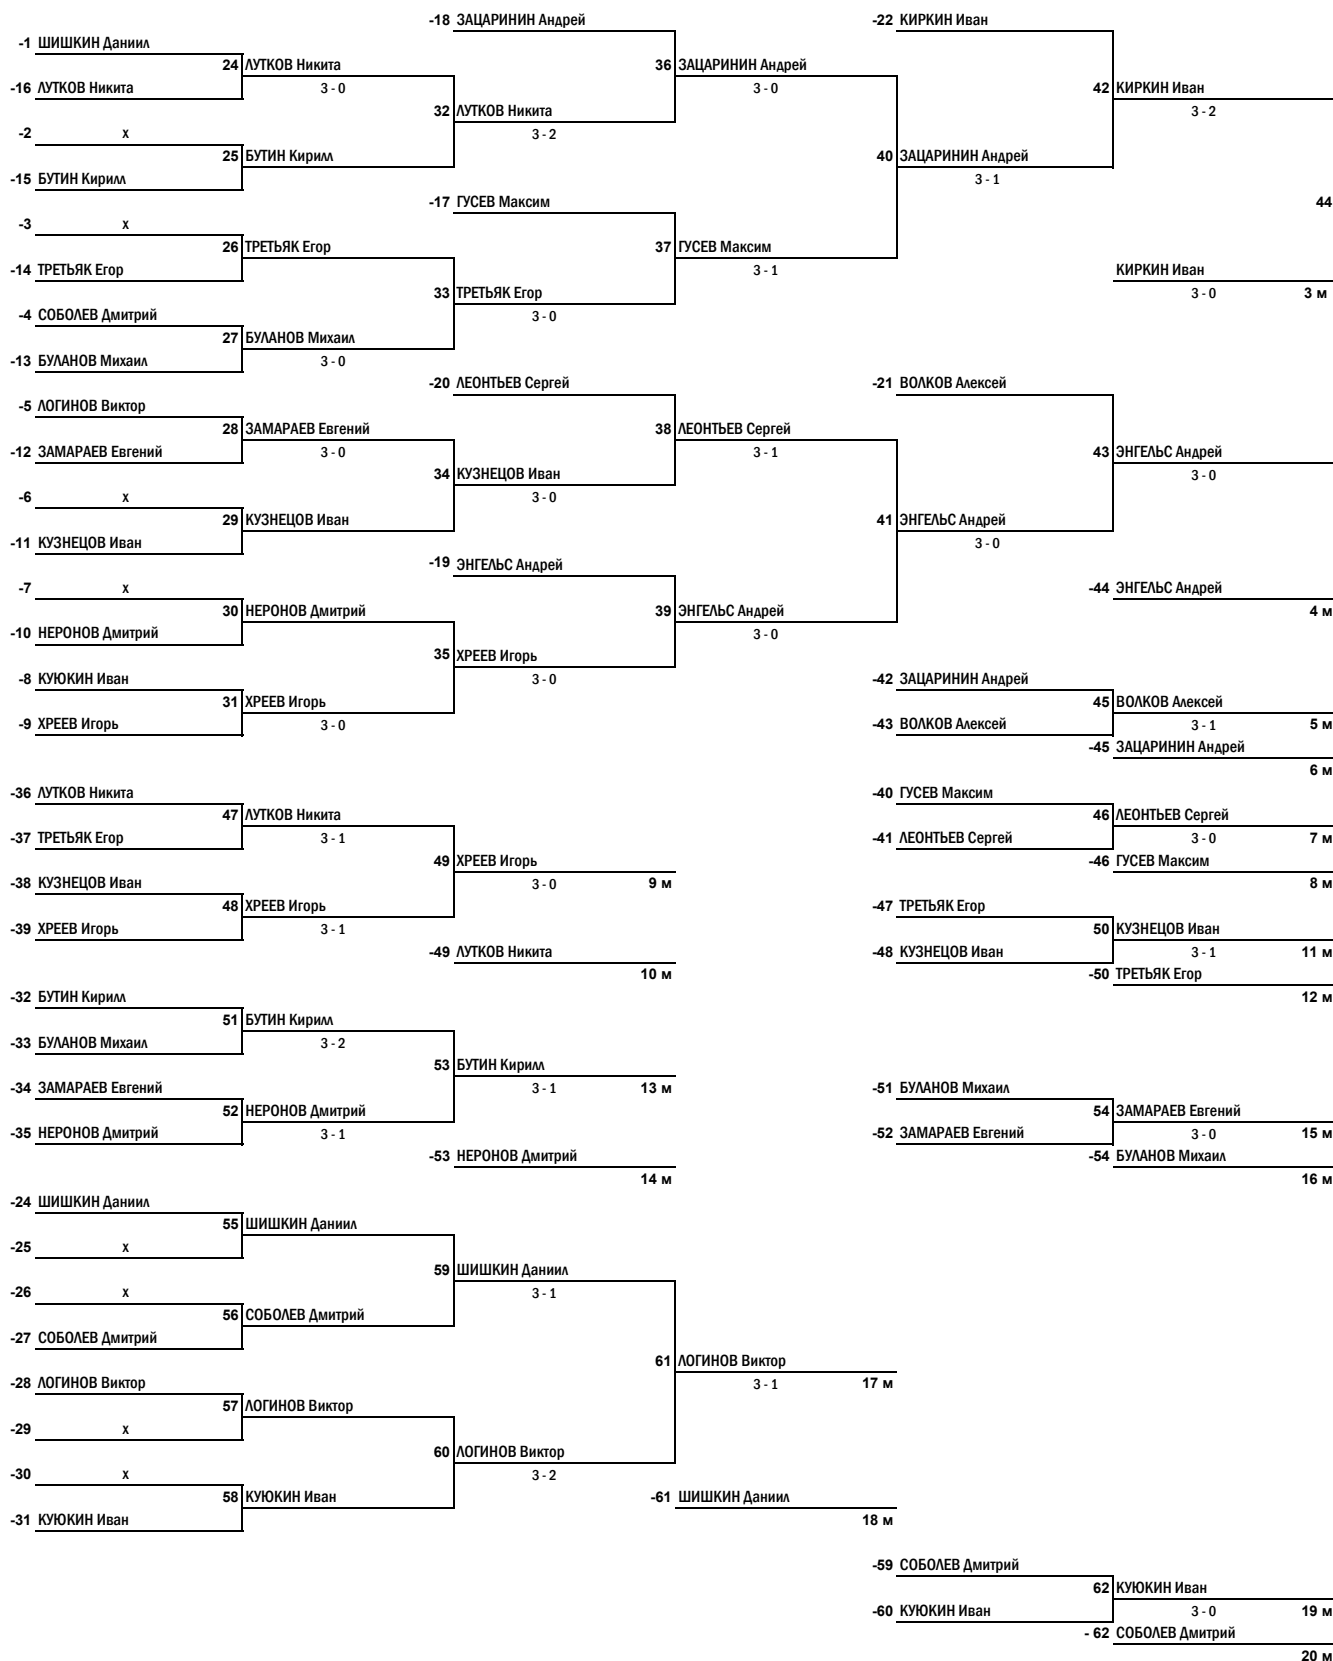 -18 ЗАЦАРИНИН Андрей
-22 КИРКИН Иван
-1 ШИШКИН Даниил
24 ЛУТКОВ Никита
36 ЗАЦАРИНИН Андрей
-16 ЛУТКОВ Никита
3 - 0
3 - 0
42 КИРКИН Иван
32 ЛУТКОВ Никита
3 - 2
-2 x
3 - 2
25 БУТИН Кирилл
40 ЗАЦАРИНИН Андрей
-15 БУТИН Кирилл
3 - 1
-17 ГУСЕВ Максим
44
-3 x
26 ТРЕТЬЯК Егор
37 ГУСЕВ Максим
-14 ТРЕТЬЯК Егор
3 - 1
КИРКИН Иван
33 ТРЕТЬЯК Егор
3 - 0 3 м
-4 СОБОЛЕВ Дмитрий
3 - 0
27 БУЛАНОВ Михаил
-13 БУЛАНОВ Михаил
3 - 0
-20 ЛЕОНТЬЕВ Сергей
-21 ВОЛКОВ Алексей
-5 ЛОГИНОВ Виктор
28 ЗАМАРАЕВ Евгений
38 ЛЕОНТЬЕВ Сергей
-12 ЗАМАРАЕВ Евгений
3 - 0
3 - 1
43 ЭНГЕЛЬС Андрей
34 КУЗНЕЦОВ Иван
3 - 0
-6 x
3 - 0
29 КУЗНЕЦОВ Иван
41 ЭНГЕЛЬС Андрей
-11 КУЗНЕЦОВ Иван
3 - 0
-19 ЭНГЕЛЬС Андрей
-7 x
-44 ЭНГЕЛЬС Андрей
30 НЕРОНОВ Дмитрий
39 ЭНГЕЛЬС Андрей
4 м
-10 НЕРОНОВ Дмитрий
3 - 0
35 ХРЕЕВ Игорь
-8 КУЮКИН Иван
3 - 0
-42 ЗАЦАРИНИН Андрей
31 ХРЕЕВ Игорь
45 ВОЛКОВ Алексей
-9 ХРЕЕВ Игорь
3 - 0
-43 ВОЛКОВ Алексей
3 - 1 5 м
-45 ЗАЦАРИНИН Андрей
6 м
-36 ЛУТКОВ Никита
-40 ГУСЕВ Максим
47 ЛУТКОВ Никита
46 ЛЕОНТЬЕВ Сергей
-37 ТРЕТЬЯК Егор
3 - 1
-41 ЛЕОНТЬЕВ Сергей
3 - 0 7 м
49 ХРЕЕВ Игорь
-46 ГУСЕВ Максим
-38 КУЗНЕЦОВ Иван
3 - 0 9 м
8 м
48 ХРЕЕВ Игорь
-47 ТРЕТЬЯК Егор
-39 ХРЕЕВ Игорь
3 - 1
50 КУЗНЕЦОВ Иван
-49 ЛУТКОВ Никита
-48 КУЗНЕЦОВ Иван
3 - 1 11 м
10 м
-50 ТРЕТЬЯК Егор
-32 БУТИН Кирилл
12 м
51 БУТИН Кирилл
-33 БУЛАНОВ Михаил
3 - 2
53 БУТИН Кирилл
-34 ЗАМАРАЕВ Евгений
3 - 1 13 м
-51 БУЛАНОВ Михаил
52 НЕРОНОВ Дмитрий
54 ЗАМАРАЕВ Евгений
-35 НЕРОНОВ Дмитрий
3 - 1
-52 ЗАМАРАЕВ Евгений
3 - 0 15 м
-53 НЕРОНОВ Дмитрий
-54 БУЛАНОВ Михаил
14 м
16 м
-24 ШИШКИН Даниил
55 ШИШКИН Даниил
-25 x
59 ШИШКИН Даниил
-26 x
3 - 1
56 СОБОЛЕВ Дмитрий
-27 СОБОЛЕВ Дмитрий
61 ЛОГИНОВ Виктор
-28 ЛОГИНОВ Виктор
3 - 1 17 м
57 ЛОГИНОВ Виктор
-29 x
60 ЛОГИНОВ Виктор
-30 x
3 - 2
58 КУЮКИН Иван
-61 ШИШКИН Даниил
-31 КУЮКИН Иван
18 м
-59 СОБОЛЕВ Дмитрий
62 КУЮКИН Иван
-60 КУЮКИН Иван
3 - 0 19 м
- 62 СОБОЛЕВ Дмитрий
20 м